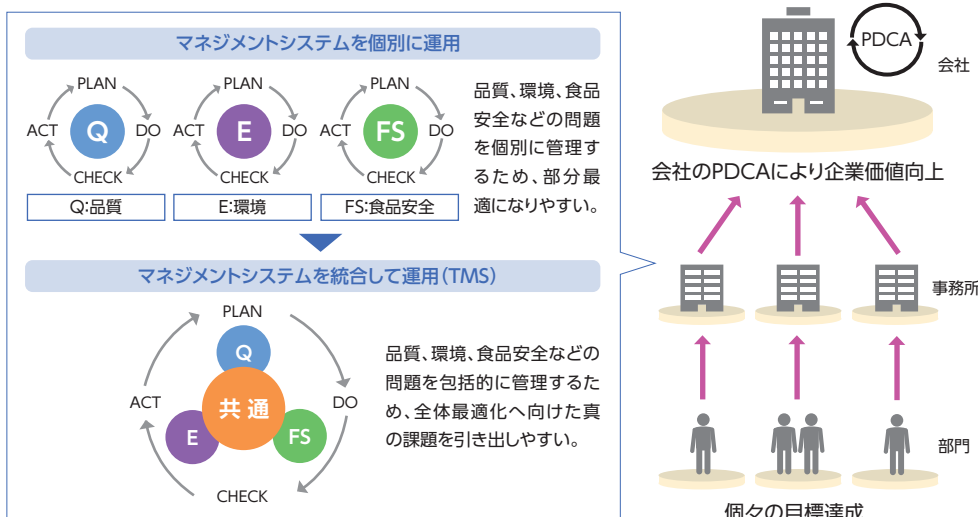 マネジメントシステムを個別に運用
PLAN
ACT
Q
DO
CHECK
PLAN
ACT
E
DO
CHECK
PLAN
ACT
FS
DO
CHECK
Q:品質
E:環境
FS:食品安全
品質、環境、食品
安全などの問題
を個別に管理す
るため、部分最
適になりやすい。
マネジメントシステムを統合して運用(TMS)
PLAN
Q
ACT
共通
DO
E
FS
CHECK
品質、環境、食品安全などの
問題を包括的に管理するた
め、全体最適化へ向けた真
の課題を引き出しやすい。
PDCA
会社
会社のPDCAにより企業価値向上
事務所
部門
個々の目標達成